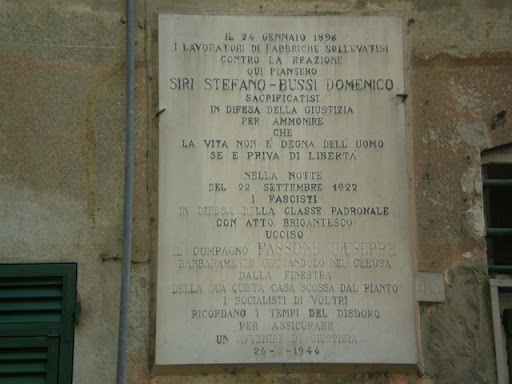 IL 24 GENNAIO 1898
I LAVORATORI DI FABBRICHE SOLLEVATISI
CONTRO LA REAZIONE
QUI PIANSERO
SIRI STEFANO-BUSSI DOMENICO
SACRIFICATISI
IN DIFESA DELLA GIUSTIZIA
PER AMMONIRE
CHE
LA VITA NON E' DEGNA DELL'UOMO
SE E PRIVA DI LIBERTA'
NELLA NOTTE
DEL 22 SETTEMBRE 1922
I FASCISTI
IN DIFESA DELLA CLASSE PADRONALE
CON ATTO BRIGANTESCO
UCCISO
IL COMPAGNO FASSONE
BARBARAMENTE GETTANDOLO NEL CERUSA
DALLA FINESTRA
DELLA SUA QUIETA CASA SCOSSA DAL PIANTO
I SOCIALISTI DI VOLTRI
RICORDANO I TEMPI DEL DISDORO
PER ASSICURARE
UN AVVENIRE DI GIUSTIZIA
1946